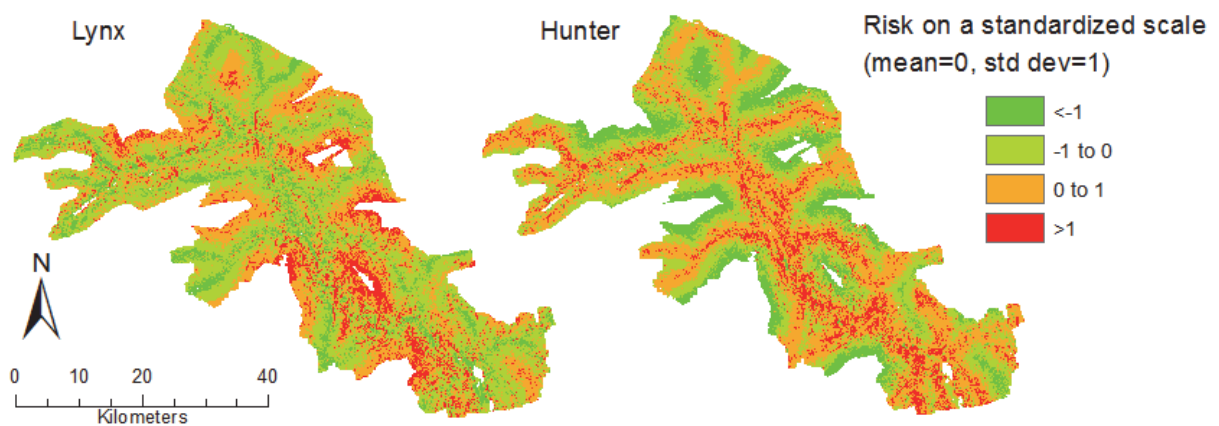 Lynx
Hunter
Risk on a standardized scale
(mean=0, std dev=1)
<-1
-1 to 0
0 to 1
>1
N
0 10 20 40
Kilometers